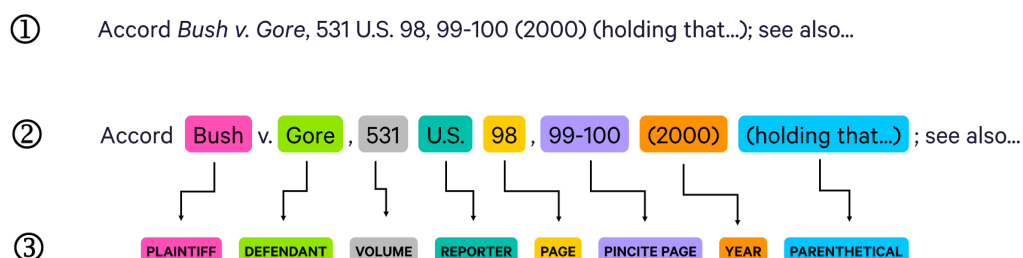 ① Accord Bush v. Gore, 531 U.S. 98, 99-100 (2000) (holding that...); see also...
② Accord Bush v. Gore , 531 U.S. 98 , 99-100 (2000) (holding that...) ; see also...
③ PLAINTIFF DEFENDANT VOLUME REPORTER PAGE PINCITE PAGE YEAR PARENTHETICAL